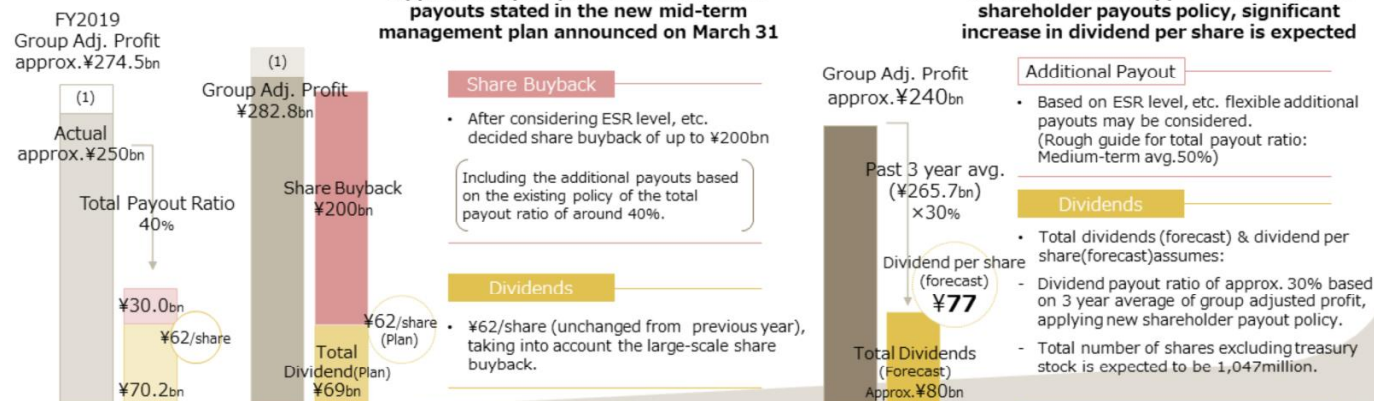 FY2019
Group Adj. Profit
approx.¥274.5bn
(1)
Actual
approx.¥250bn
Total Payout Ratio
40%
¥30.0bn
¥62/share
¥70.2bn
payouts stated in the new mid-term
management plan announced on March 31
(1)
Group Adj. Profit
¥282.8bn
Share Buyback
¥200bn
¥62/share
(Plan)
Total
Dividend(Plan)
¥69bn
Share Buyback
• After considering ESR level, etc.
decided share buyback of up to ¥200bn
Including the additional payouts based
on the existing policy of the total
payout ratio of around 40%.
Dividends
• ¥62/share (unchanged from previous year),
taking into account the large-scale share
buyback.
shareholder payouts policy, significant
increase in dividend per share is expected
Group Adj. Profit
approx.¥240bn
Past 3 year avg.
(¥265.7bn)
×30%
Dividend per share
(forecast)
¥77
Total Dividends
(Forecast)
Approx.¥80bn
Additional Payout
• Based on ESR level, etc. flexible additional
payouts may be considered.
(Rough guide for total payout ratio:
Medium-term avg.50%)
Dividends
• Total dividends (forecast) & dividend per
share(forecast)assumes:
- Dividend payout ratio of approx. 30% based
on 3 year average of group adjusted profit,
applying new shareholder payout policy.
- Total number of shares excluding treasury
stock is expected to be 1,047million.